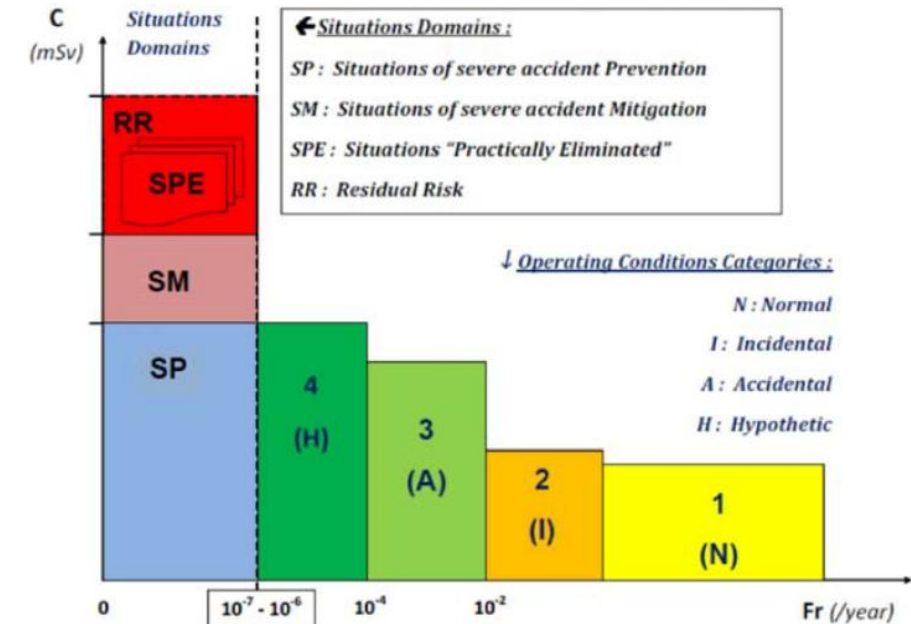 C
(mSv)
Situations
Domains
← Situations Domains :
SP : Situations of severe accident Prevention
SM : Situations of severe accident Mitigation
SPE : Situations "Practically Eliminated"
RR : Residual Risk
RR
SPE
SM
SP
↓ Operating Conditions Categories :
N : Normal
I : Incidental
A : Accidental
H : Hypothetic
4
(H)
3
(A)
2
(I)
1
(N)
0
10⁻⁷ - 10⁻⁶
10⁻⁴
10⁻²
Fr (/year)